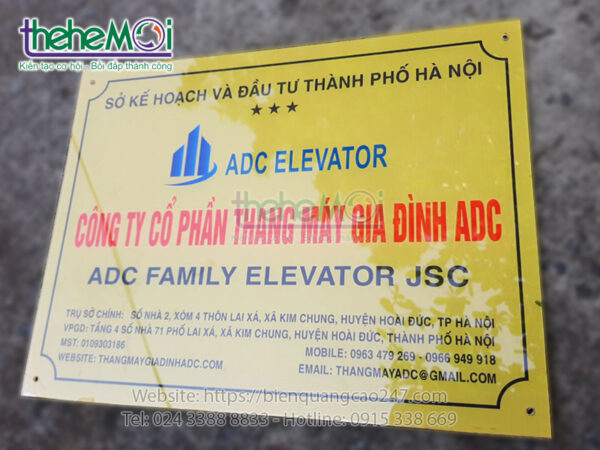 thehemoi
Kiến tạo cơ hội - Bồi đắp thành công
SỞ KẾ HOẠCH VÀ ĐẦU TƯ THÀNH PHỐ HÀ NỘI
★★★
ADC ELEVATOR
thehemoi
CÔNG TY CỔ PHẦN THANG MÁY GIA ĐÌNH ADC
ADC FAMILY ELEVATOR JSC
TRỤ SỞ CHÍNH: SỐ NHÀ 2, XÓM 4 THÔN LAI XÁ, XÃ KIM CHUNG, HUYỆN HOÀI ĐỨC, TP HÀ NỘI
VPGD: TẦNG 4 SỐ NHÀ 71 PHỐ LAI XÁ, XÃ KIM CHUNG, HUYỆN HOÀI ĐỨC, THÀNH PHỐ HÀ NỘI
MST: 0109303186 MOBILE: 0963 479 269 - 0966 949 918
WEBSITE: THANGMAYGIADINHADC.COM EMAIL: THANGMAYADC@GMAIL.COM
Website: https://bienquangcao247.com
Tel: 024 3388 8833 - Hotline: 0915 338 669